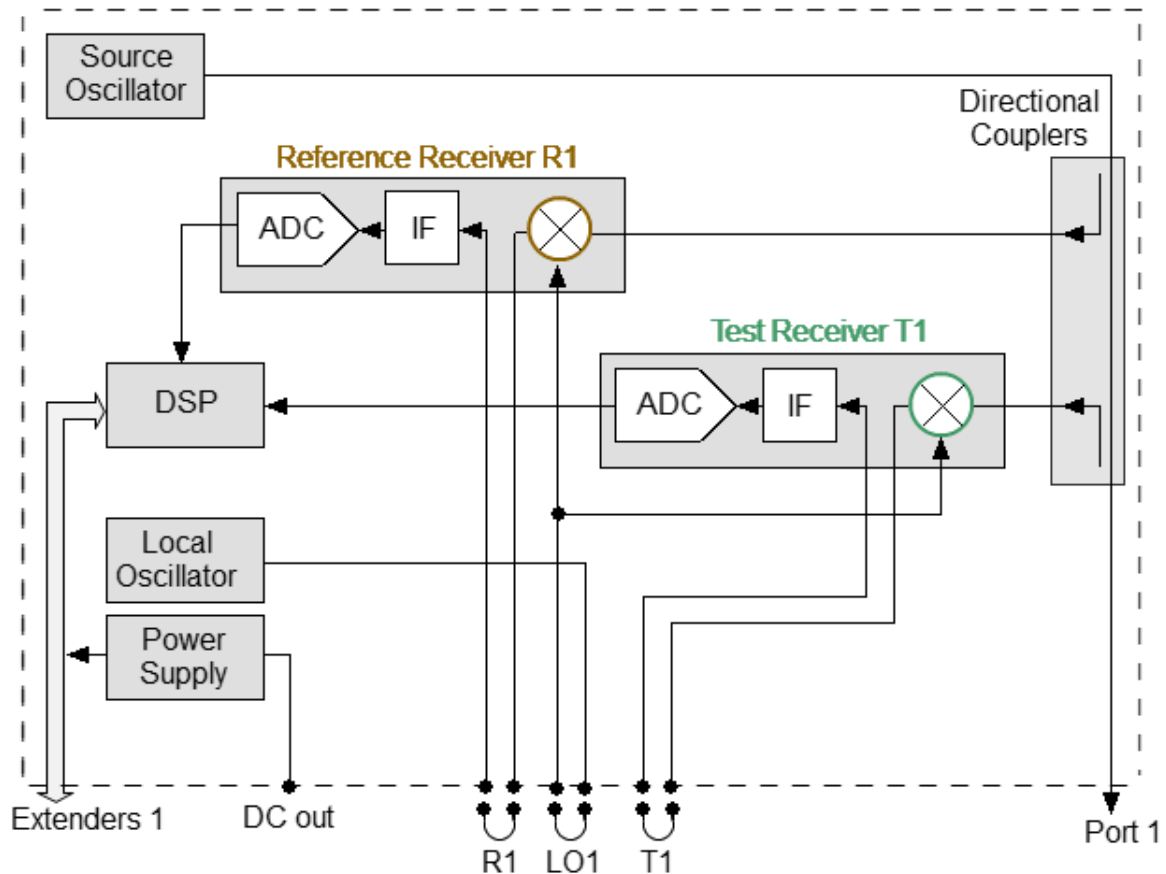 Source
Oscillator
Directional
Couplers
Reference Receiver R1
ADC
IF
Test Receiver T1
DSP
ADC
IF
Local
Oscillator
Power
Supply
Extenders 1
DC out
R1
LO1
T1
Port 1